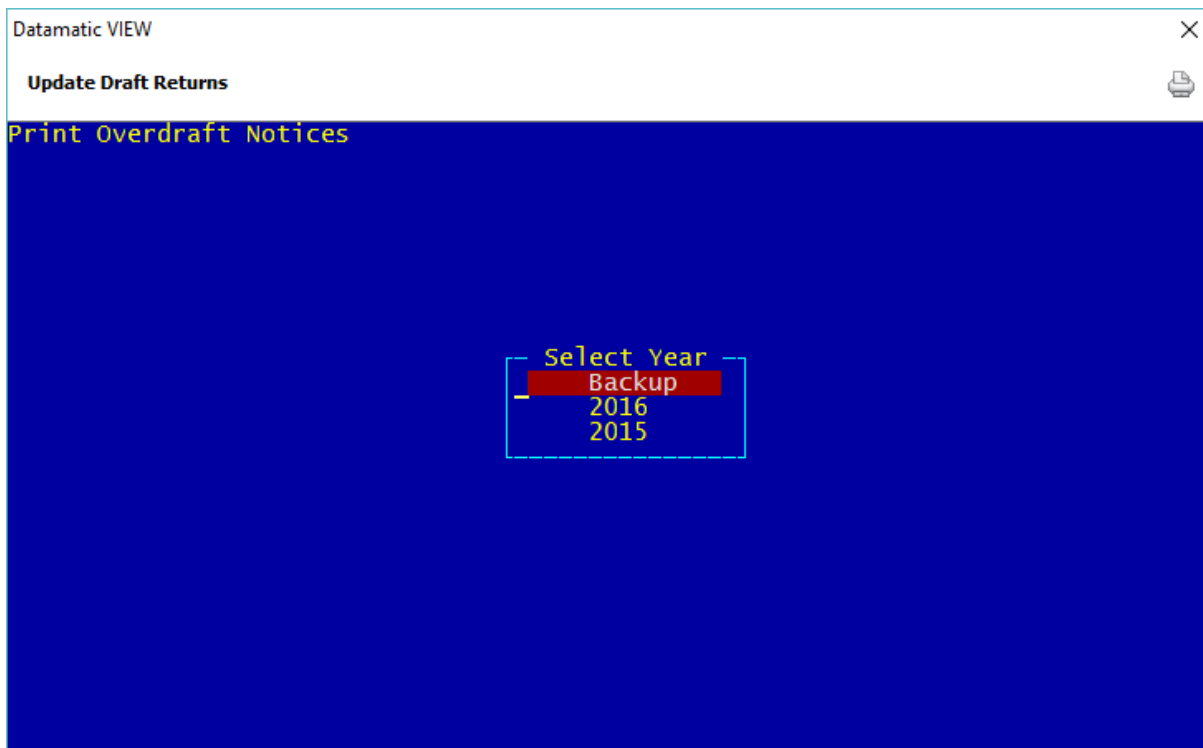 Datamatic VIEW
Update Draft Returns
Print Overdraft Notices
Select Year
Backup
2016
2015